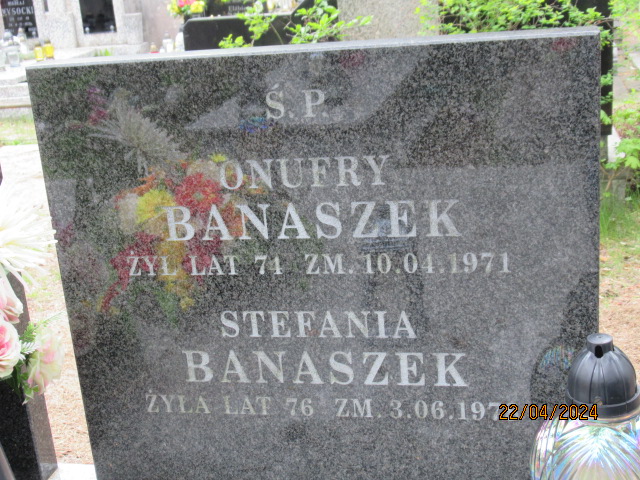 Ś.P.
ONUFRY
BANASZEK
ŻYŁ LAT 74 ZM. 10.04.1971
STEFANIA
BANASZEK
ŻYŁA LAT 76 ZM. 3.06.197
22/04/2024